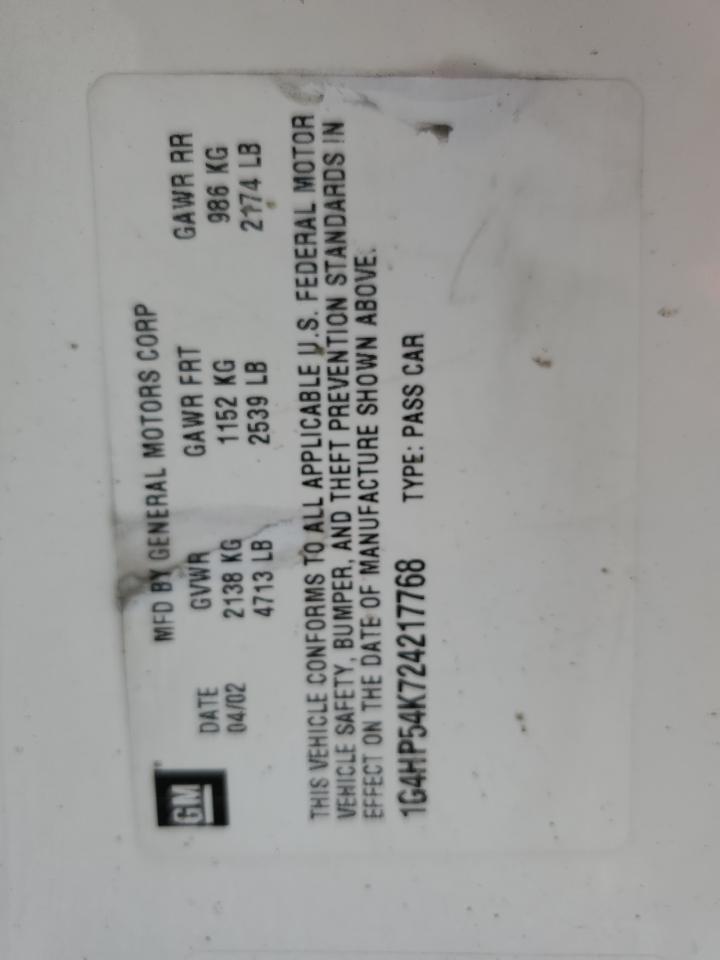 GM
MFD BY GENERAL MOTORS CORP
DATE GVWR GAWR FRT GAWR RR
04/02 2138 KG 1152 KG 986 KG
4713 LB 2539 LB 2174 LB
THIS VEHICLE CONFORMS TO ALL APPLICABLE U.S. FEDERAL MOTOR
VEHICLE SAFETY, BUMPER, AND THEFT PREVENTION STANDARDS IN
EFFECT ON THE DATE OF MANUFACTURE SHOWN ABOVE.
1G4HP54K724217768 TYPE: PASS CAR